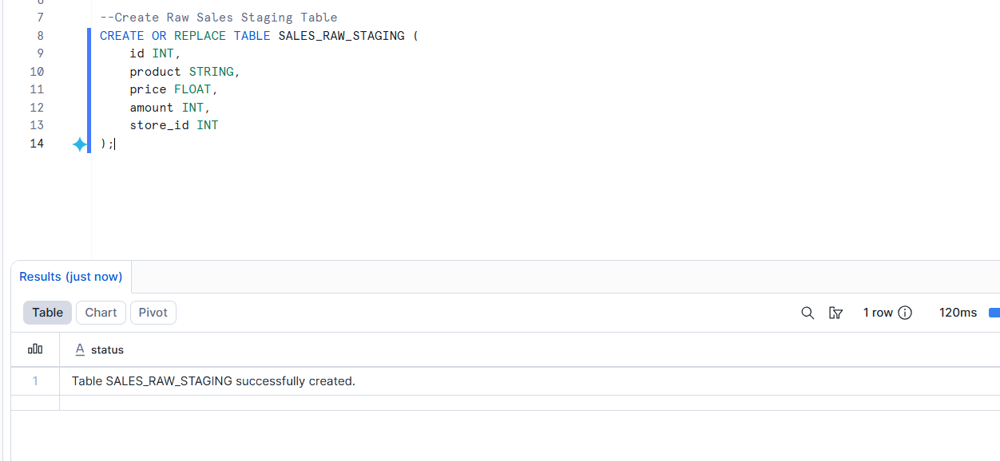 7 --Create Raw Sales Staging Table
8 CREATE OR REPLACE TABLE SALES_RAW_STAGING (
9 id INT,
10 product STRING,
11 price FLOAT,
12 amount INT,
13 store_id INT
14 );
Results (just now)
Table Chart Pivot 1 row 120ms
A status
1 Table SALES_RAW_STAGING successfully created.